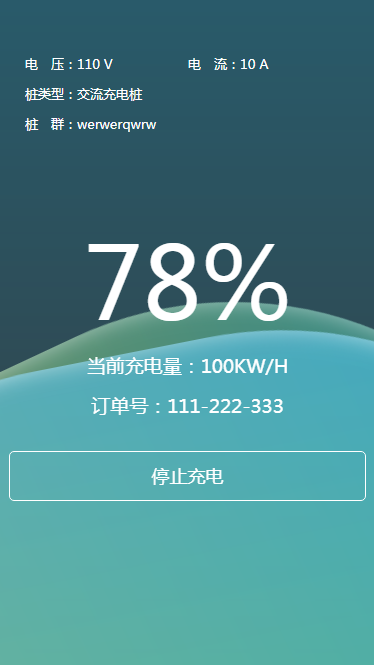 电　压：110 V　电　流：10 A
桩类型：交流充电桩
桩　群：werwerqwrw
78%
当前充电量：100KW/H
订单号：111-222-333
停止充电